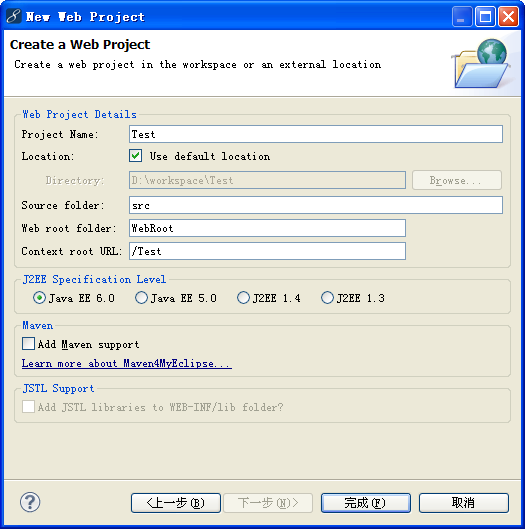 New Web Project
Create a Web Project
Create a web project in the workspace or an external location
Web Project Details
Project Name: Test
Location: Use default location
Directory: D:\workspace\Test Browse...
Source folder: src
Web root folder: WebRoot
Context root URL: /Test
J2EE Specification Level
Java EE 6.0 Java EE 5.0 J2EE 1.4 J2EE 1.3
Maven
Add Maven support
Learn more about Maven4MyEclipse...
JSTL Support
Add JSTL libraries to WEB-INF/lib folder?
? <上一步(B) 下一步(N)> 完成(F) 取消